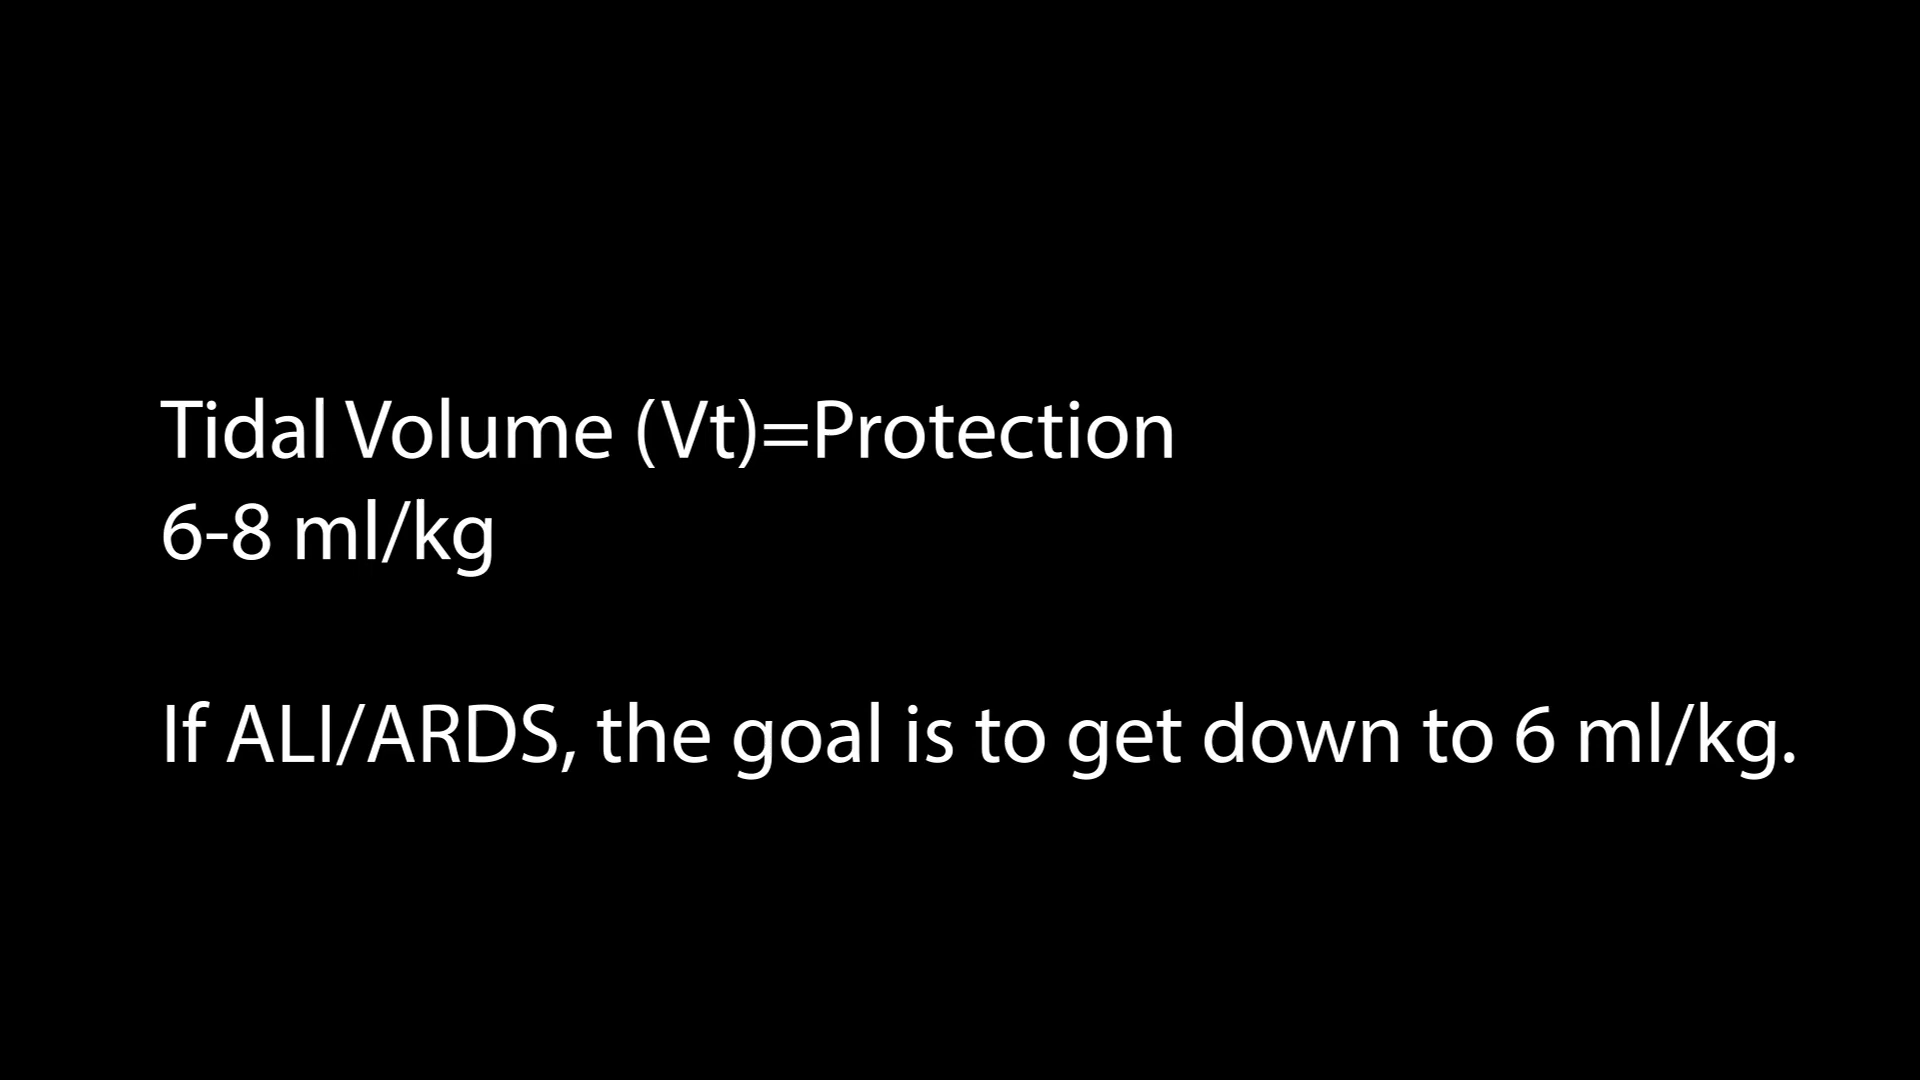 Tidal Volume (Vt)=Protection
6-8 ml/kg
If ALI/ARDS, the goal is to get down to 6 ml/kg.